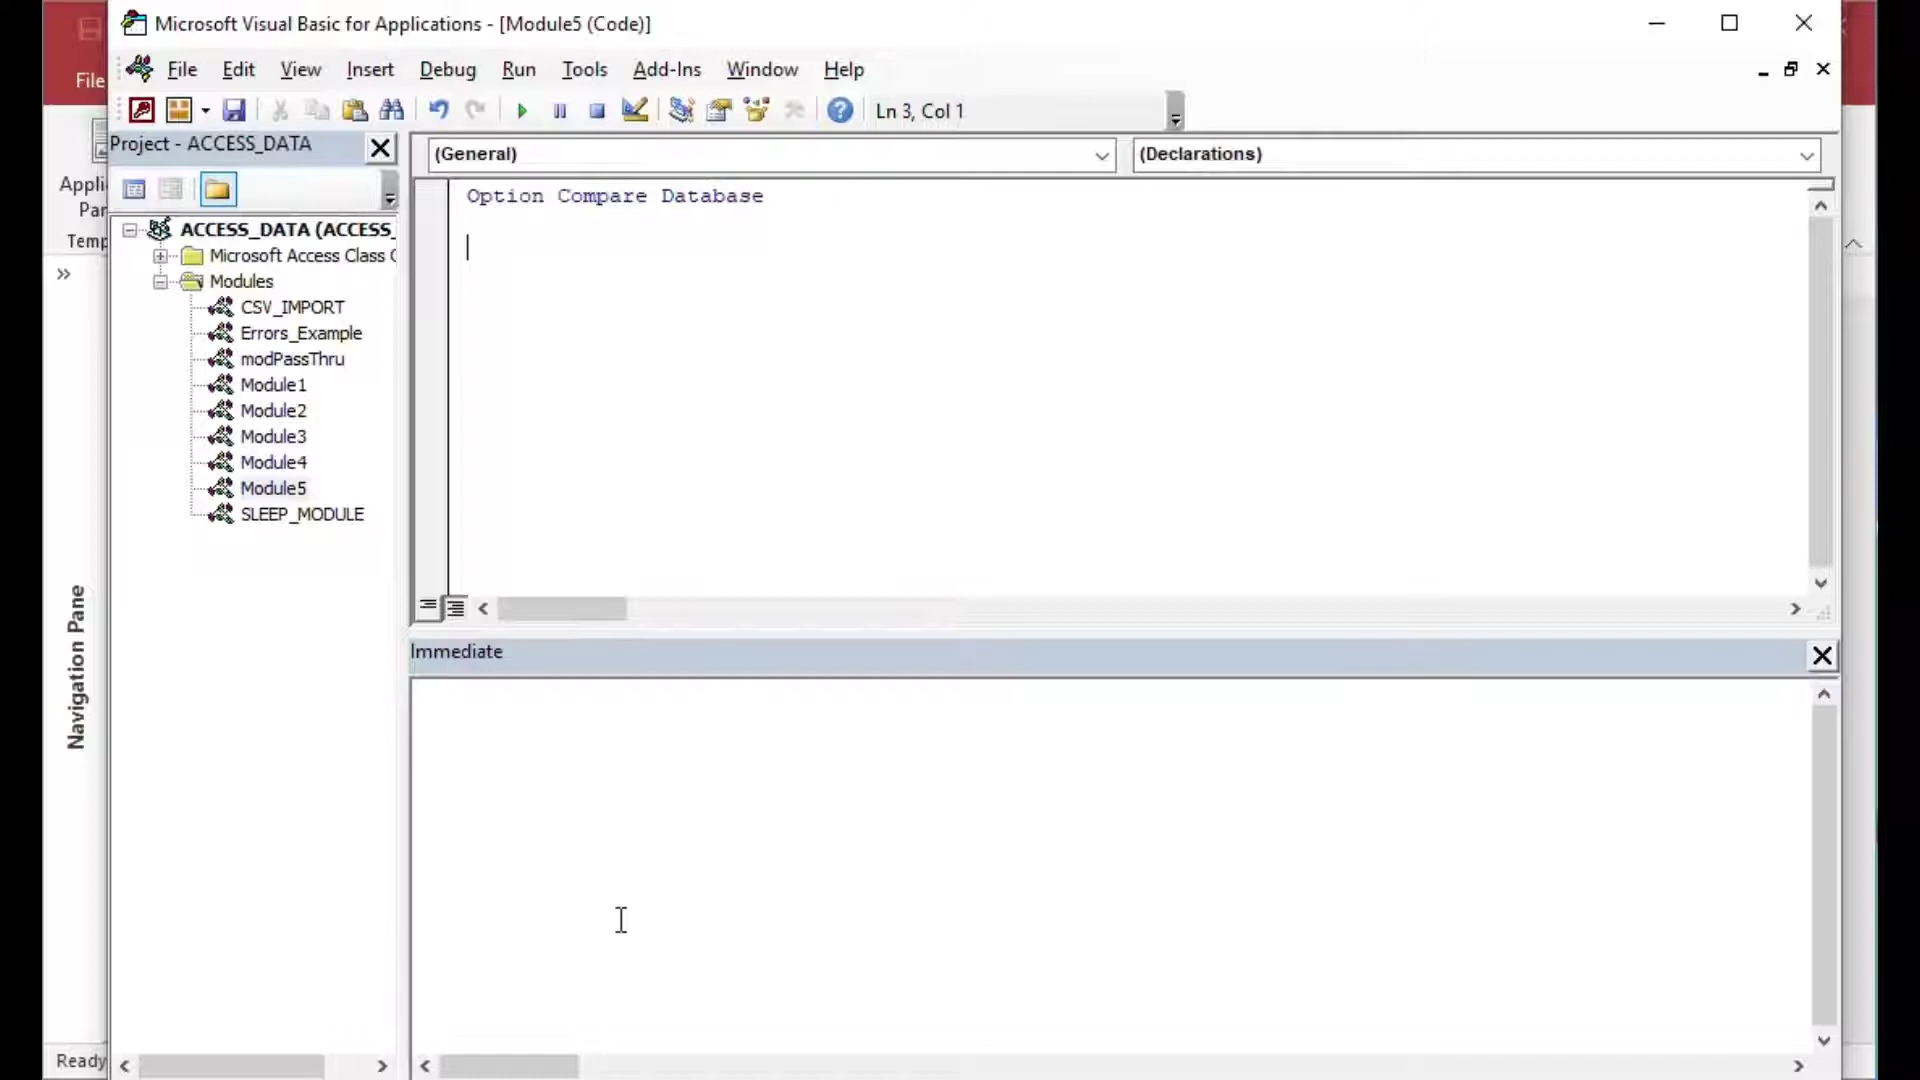 Microsoft Visual Basic for Applications - [Module5 (Code)]
File Edit View Insert Debug Run Tools Add-Ins Window Help
File
Ln 3, Col 1
Project - ACCESS_DATA
(General)
(Declarations)
Appli
Par
Temp
Option Compare Database
ACCESS_DATA (ACCESS_
Microsoft Access Class
Modules
CSV_IMPORT
Errors_Example
modPassThru
Module1
Module2
Module3
Module4
Module5
SLEEP_MODULE
Navigation Pane
Immediate
Ready